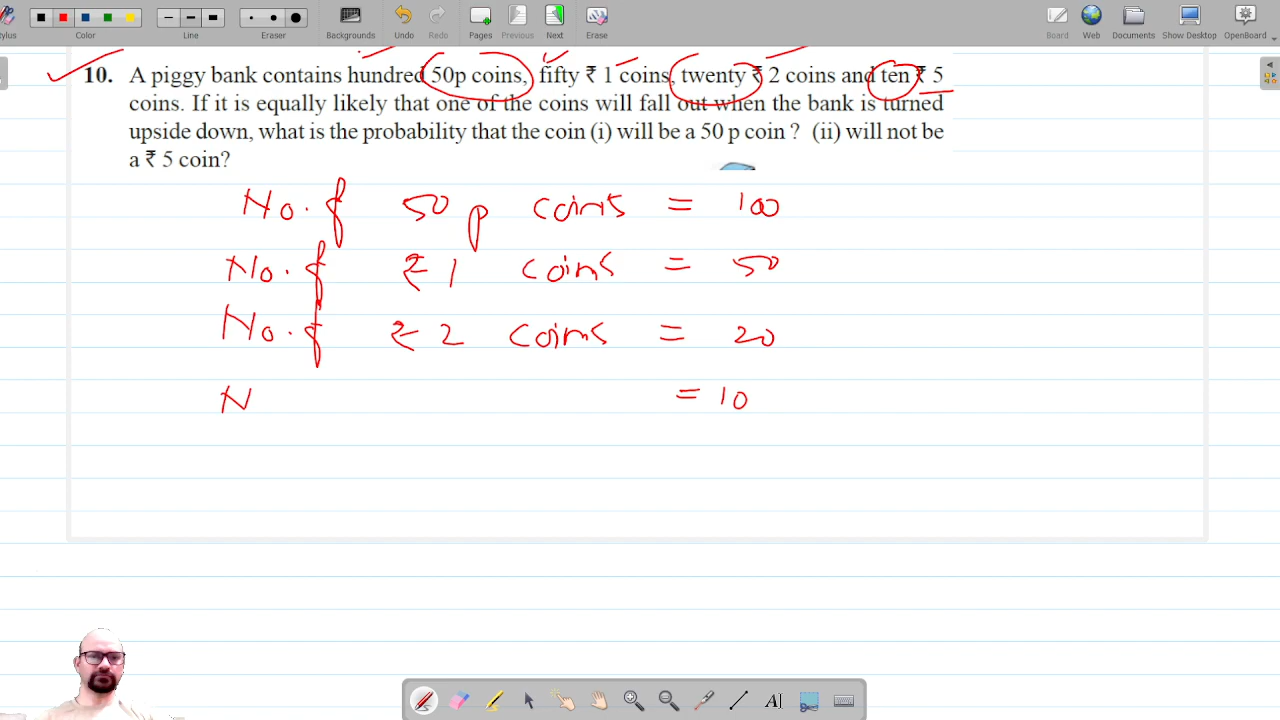 Stylus
Color
Line
Eraser
Backgrounds
Undo
Redo
Pages
Previous
Next
Erase
Board
Web
Documents
Show Desktop
OpenBoard
10. A piggy bank contains hundred 50p coins, fifty ₹ 1 coins, twenty ₹ 2 coins and ten ₹ 5
coins. If it is equally likely that one of the coins will fall out when the bank is turned
upside down, what is the probability that the coin (i) will be a 50 p coin ? (ii) will not be
a ₹ 5 coin?
No. of 50 p coins = 100
No. of ₹ 1 coins = 50
No. of ₹ 2 coins = 20
N = 10